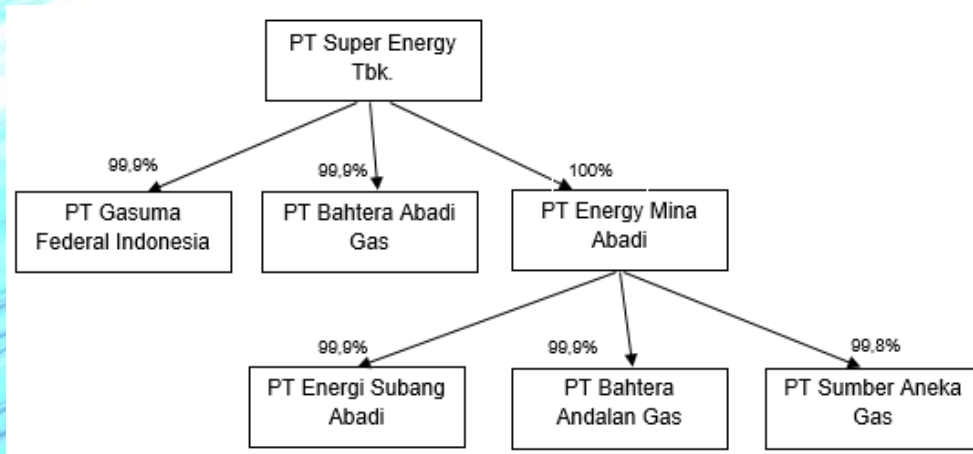 PT Super Energy
Tbk.
99,9%
99,9%
100%
PT Gasuma
Federal Indonesia
PT Bahtera Abadi
Gas
PT Energy Mina
Abadi
99,9%
99,9%
99,8%
PT Energi Subang
Abadi
PT Bahtera
Andalan Gas
PT Sumber Aneka
Gas